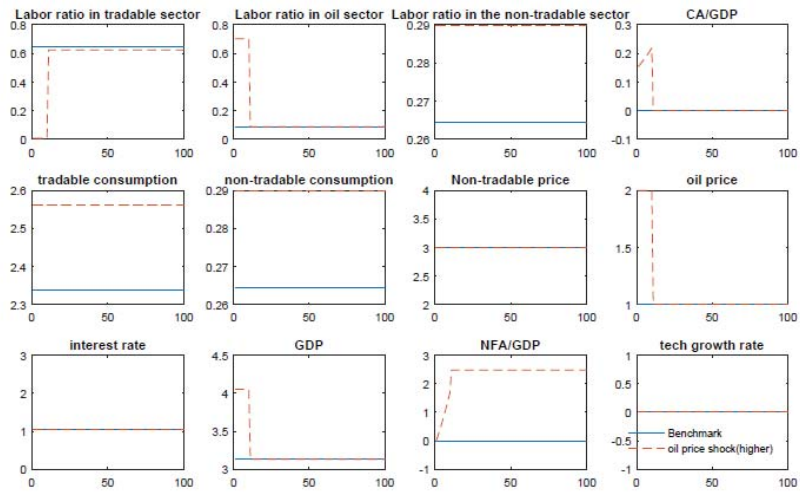 Labor ratio in tradable sector
Labor ratio in oil sector
Labor ratio in the non-tradable sector
CA/GDP
0.8
0.6
0.4
0.2
0
0 50 100
0.8
0.6
0.4
0.2
0
0 50 100
0.29
0.28
0.27
0.26
0 50 100
0.3
0.2
0.1
0
-0.1
0 50 100
tradable consumption
non-tradable consumption
Non-tradable price
oil price
2.6
2.5
2.4
2.3
0 50 100
0.29
0.28
0.27
0.26
0 50 100
4
3.5
3
2.5
2
0 50 100
2
1.5
1
0 50 100
interest rate
GDP
NFA/GDP
tech growth rate
3
2
1
0
0 50 100
4.5
4
3.5
3
0 50 100
3
2
1
0
-1
0 50 100
1
0.5
0
-0.5
-1
0 50 100
Benchmark
oil price shock(higher)